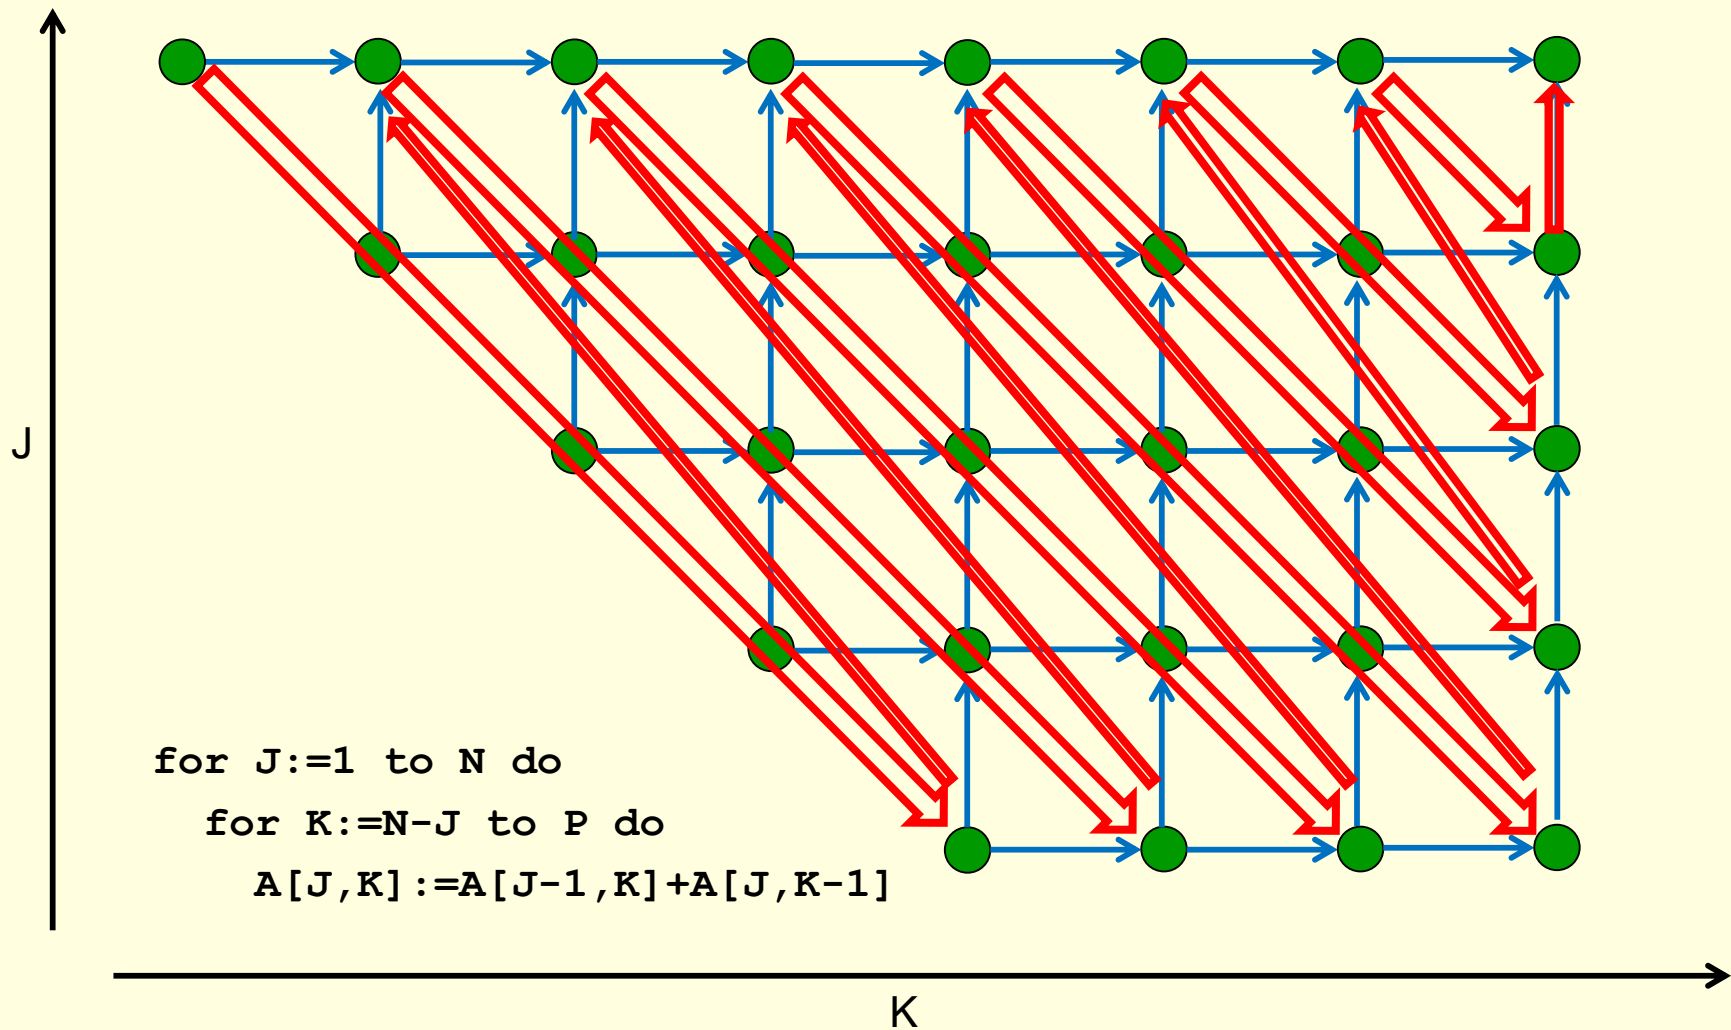 J
for J:=1 to N do
for K:=N-J to P do
A[J,K]:=A[J-1,K]+A[J,K-1]
K